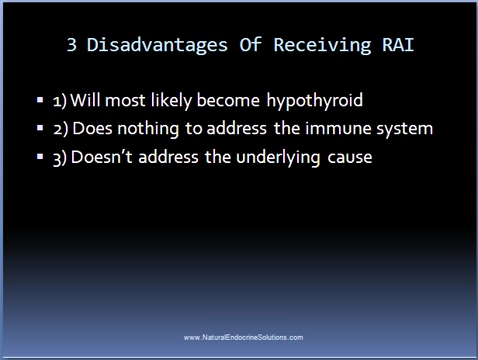 3 Disadvantages Of Receiving RAI
1) Will most likely become hypothyroid
2) Does nothing to address the immune system
3) Doesn't address the underlying cause
www.NaturalEndocrineSolutions.com